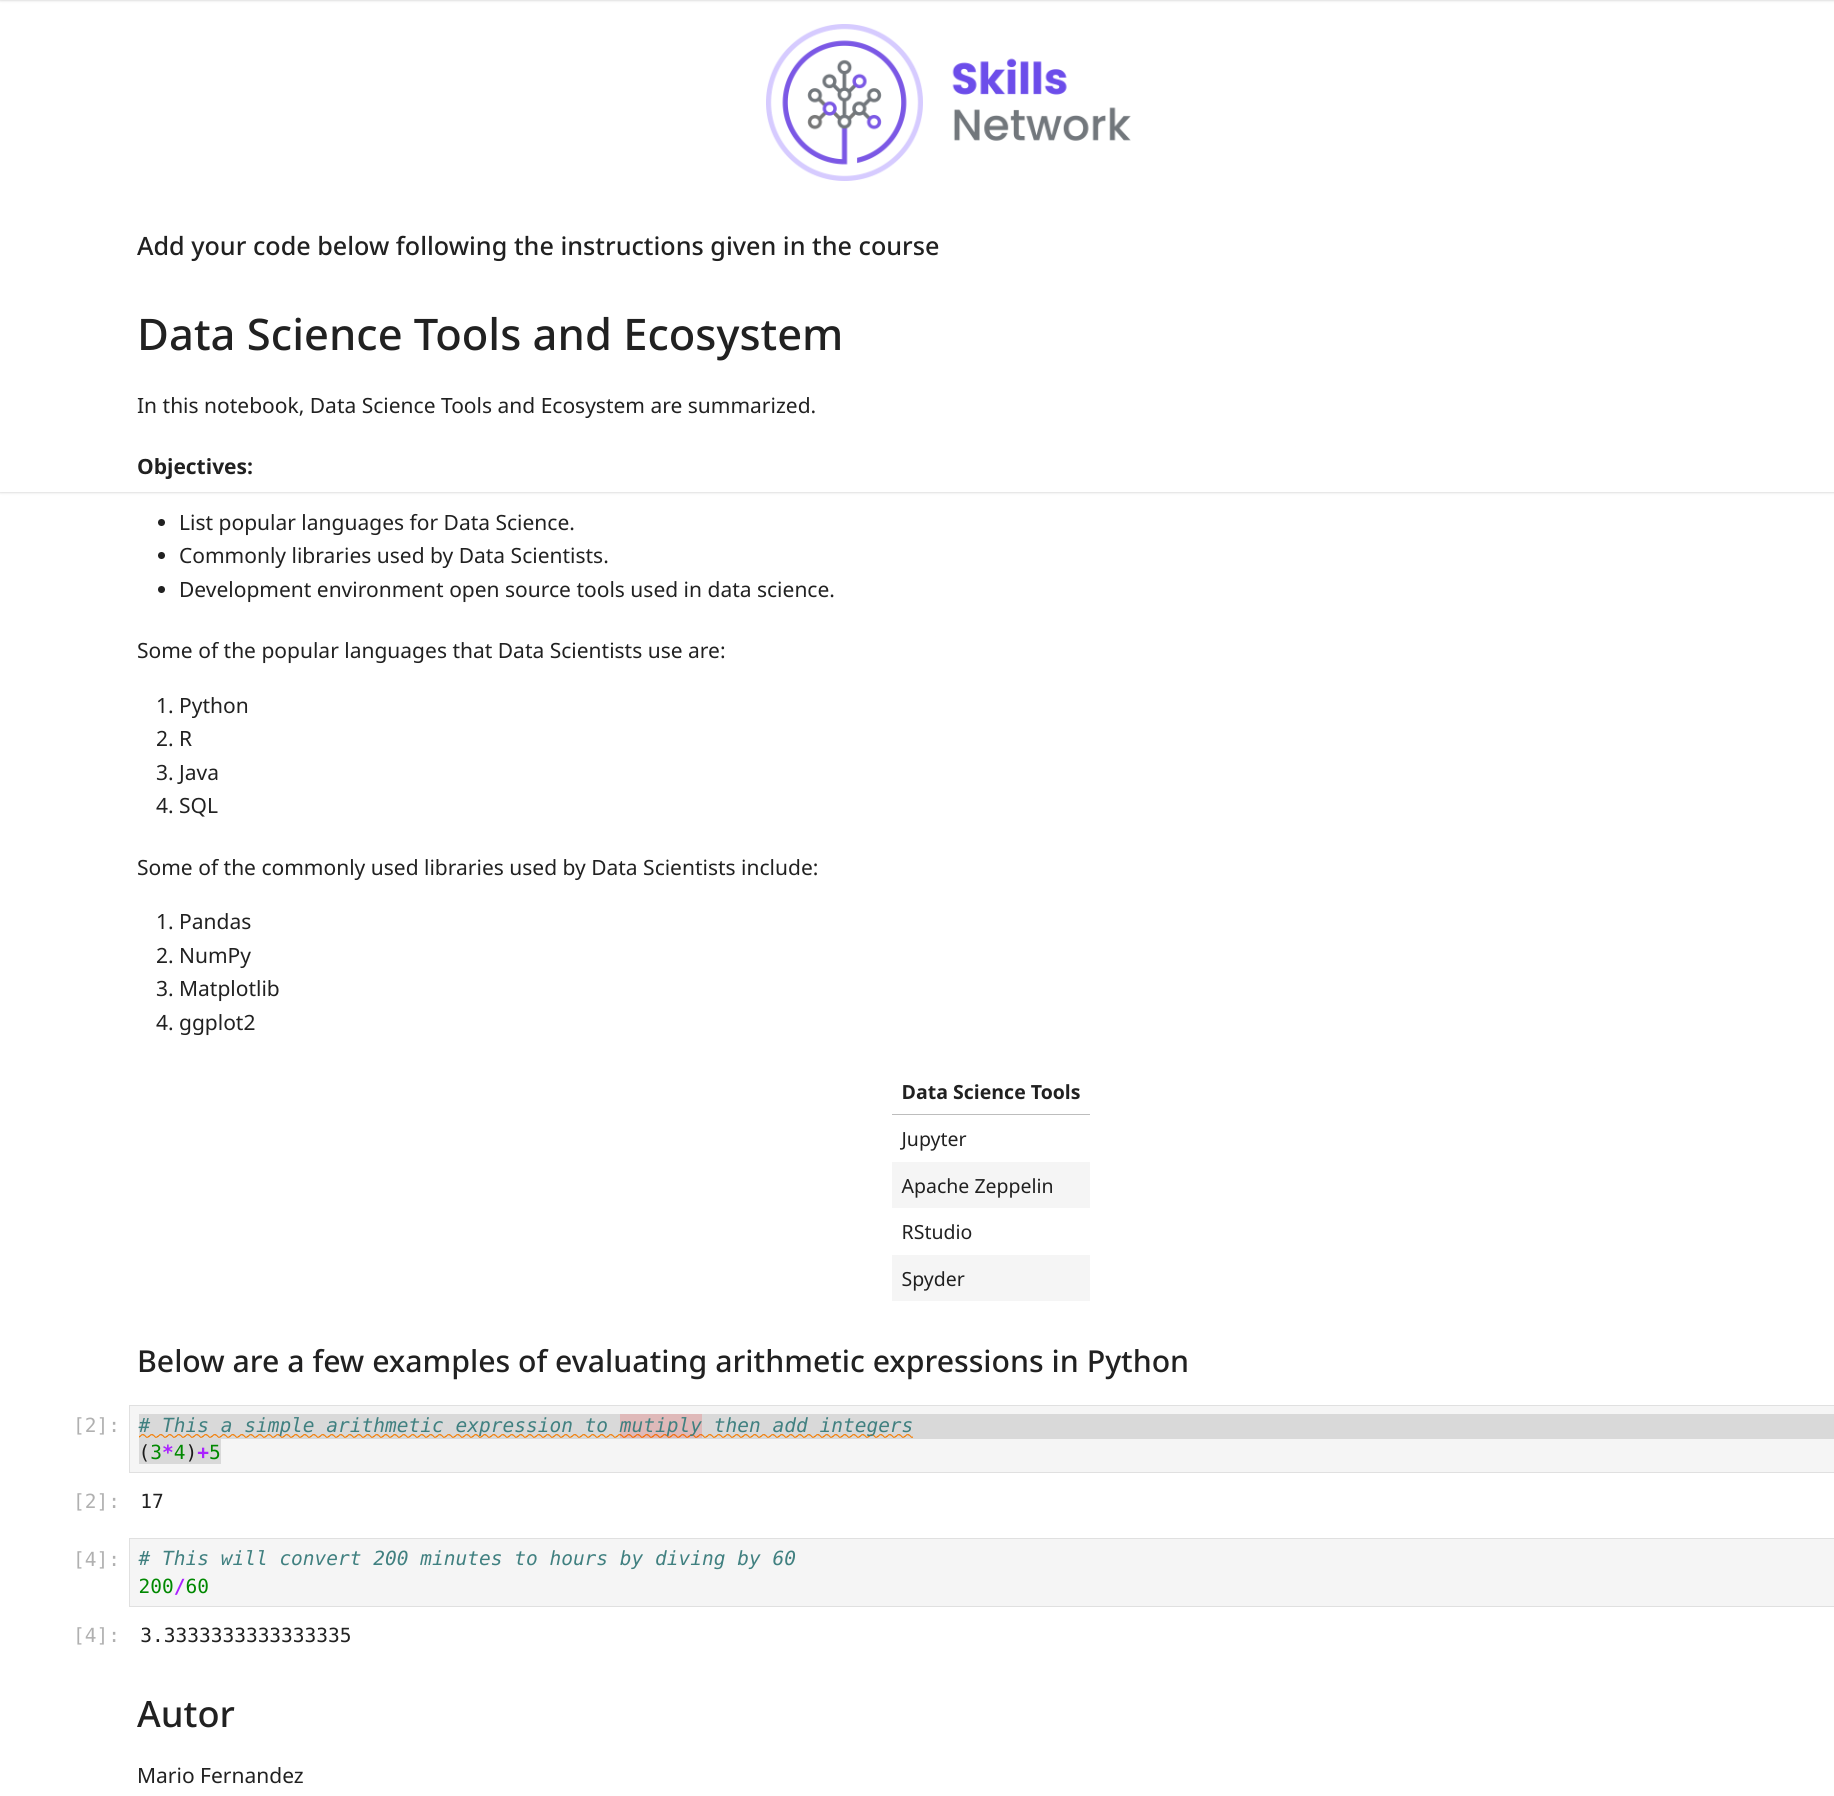 Skills
Network
Add your code below following the instructions given in the course
Data Science Tools and Ecosystem
In this notebook, Data Science Tools and Ecosystem are summarized.
Objectives:
• List popular languages for Data Science.
• Commonly libraries used by Data Scientists.
• Development environment open source tools used in data science.
Some of the popular languages that Data Scientists use are:
1. Python
2. R
3. Java
4. SQL
Some of the commonly used libraries used by Data Scientists include:
1. Pandas
2. NumPy
3. Matplotlib
4. ggplot2
Data Science Tools
Jupyter
Apache Zeppelin
RStudio
Spyder
Below are a few examples of evaluating arithmetic expressions in Python
[2]: # This a simple arithmetic expression to mutiply then add integers
(3*4)+5
[2]: 17
[4]: # This will convert 200 minutes to hours by diving by 60
200/60
[4]: 3.3333333333333335
Autor
Mario Fernandez